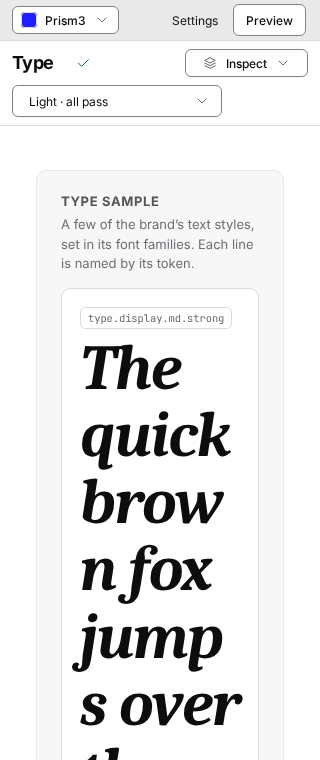 Prism3
Settings
Preview
Type
Inspect
Light · all pass
TYPE SAMPLE
A few of the brand's text styles,
set in its font families. Each line
is named by its token.
type.display.md.strong
The
quick
brow
n fox
jump
s over